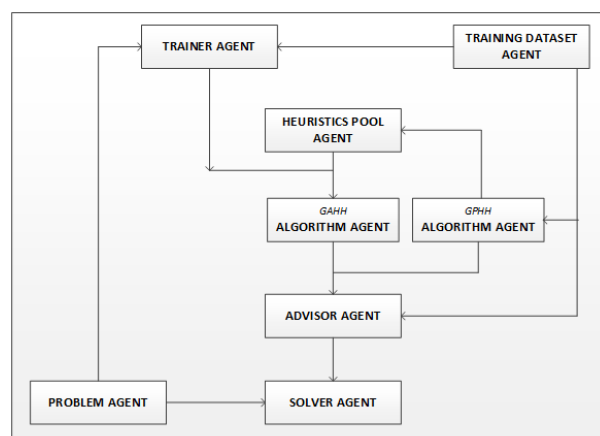 TRAINER AGENT
TRAINING DATASET
AGENT
HEURISTICS POOL
AGENT
GAHH
ALGORITHM AGENT
GPHH
ALGORITHM AGENT
ADVISOR AGENT
PROBLEM AGENT
SOLVER AGENT